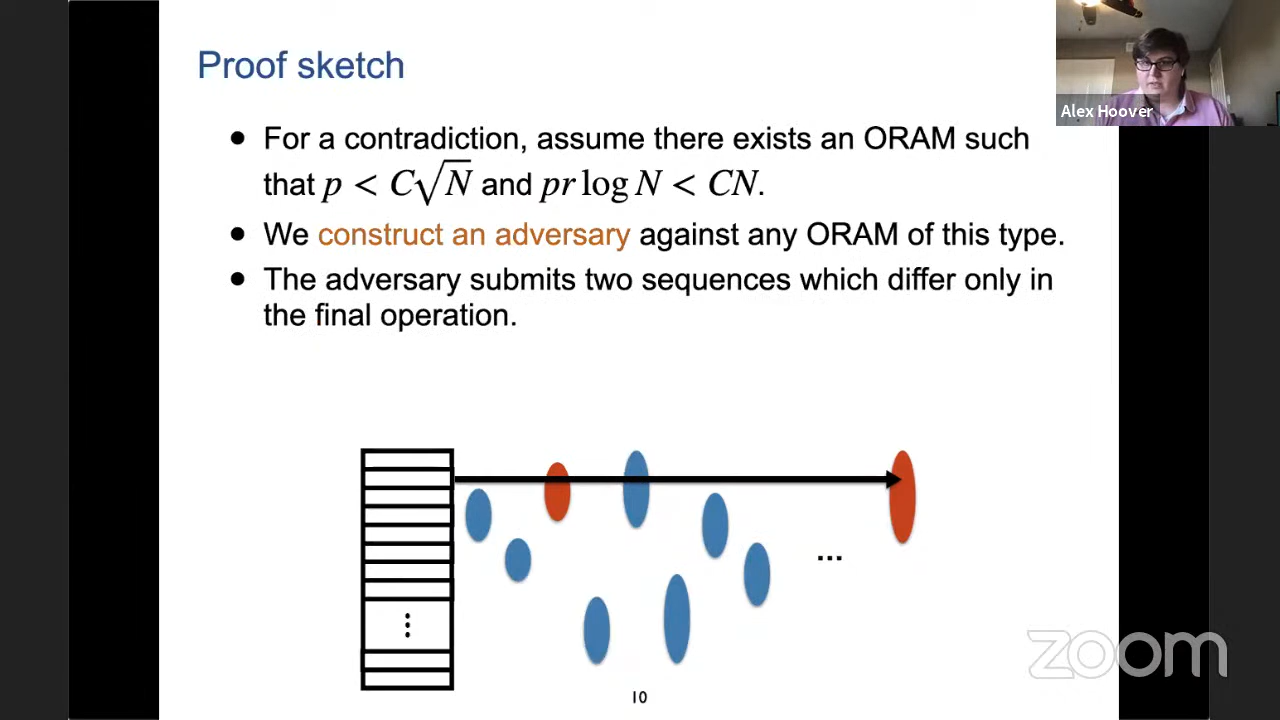 Proof sketch
Alex Hoover
● For a contradiction, assume there exists an ORAM such
that p < C√N and pr log N < CN.
● We construct an adversary against any ORAM of this type.
● The adversary submits two sequences which differ only in
the final operation.
...
⋮
zoom
10